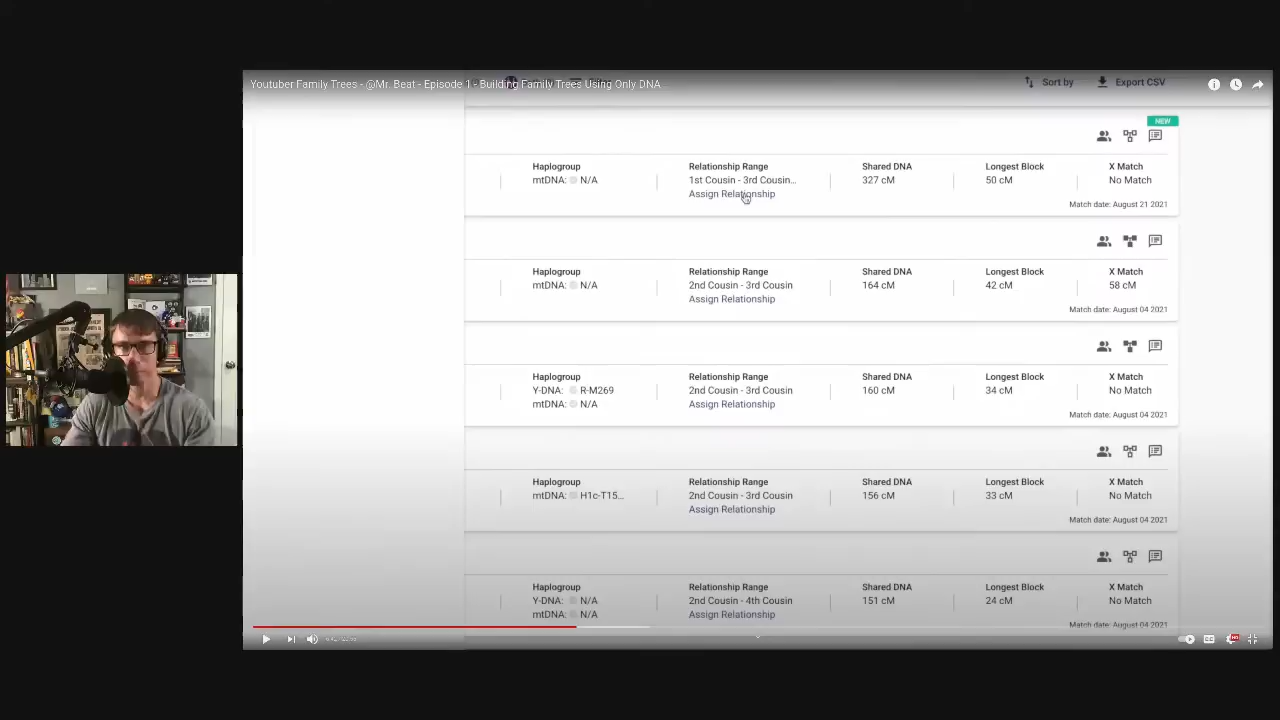 Youtuber Family Trees - @Mr. Beat - Episode 1 - Building Family Trees Using Only DNA
Sort by
Export CSV
NEW
Haplogroup
mtDNA: N/A
Relationship Range
1st Cousin - 3rd Cousin...
Assign Relationship
Shared DNA
327 cM
Longest Block
50 cM
X Match
No Match
Match date: August 21 2021
Haplogroup
mtDNA: N/A
Relationship Range
2nd Cousin - 3rd Cousin
Assign Relationship
Shared DNA
164 cM
Longest Block
42 cM
X Match
58 cM
Match date: August 04 2021
Haplogroup
Y-DNA: R-M269
mtDNA: N/A
Relationship Range
2nd Cousin - 3rd Cousin
Assign Relationship
Shared DNA
160 cM
Longest Block
34 cM
X Match
No Match
Match date: August 04 2021
Haplogroup
mtDNA: H1c-T15...
Relationship Range
2nd Cousin - 3rd Cousin
Assign Relationship
Shared DNA
156 cM
Longest Block
33 cM
X Match
No Match
Match date: August 04 2021
Haplogroup
Y-DNA: N/A
mtDNA: N/A
Relationship Range
2nd Cousin - 4th Cousin
Assign Relationship
Shared DNA
151 cM
Longest Block
24 cM
X Match
No Match
Match date: August 04 2021
CC
HD